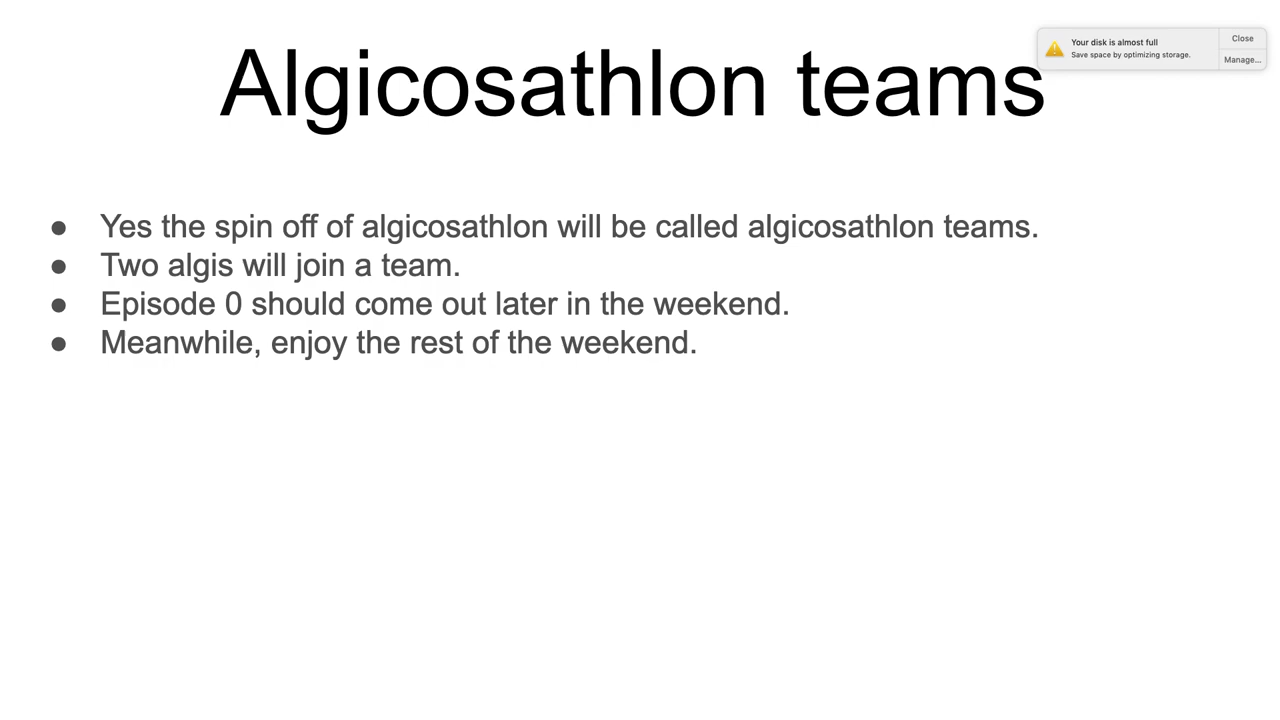 Algicosathlon teams
Your disk is almost full
Save space by optimizing storage.
Close
Manage...
● Yes the spin off of algicosathlon will be called algicosathlon teams.
● Two algis will join a team.
● Episode 0 should come out later in the weekend.
● Meanwhile, enjoy the rest of the weekend.